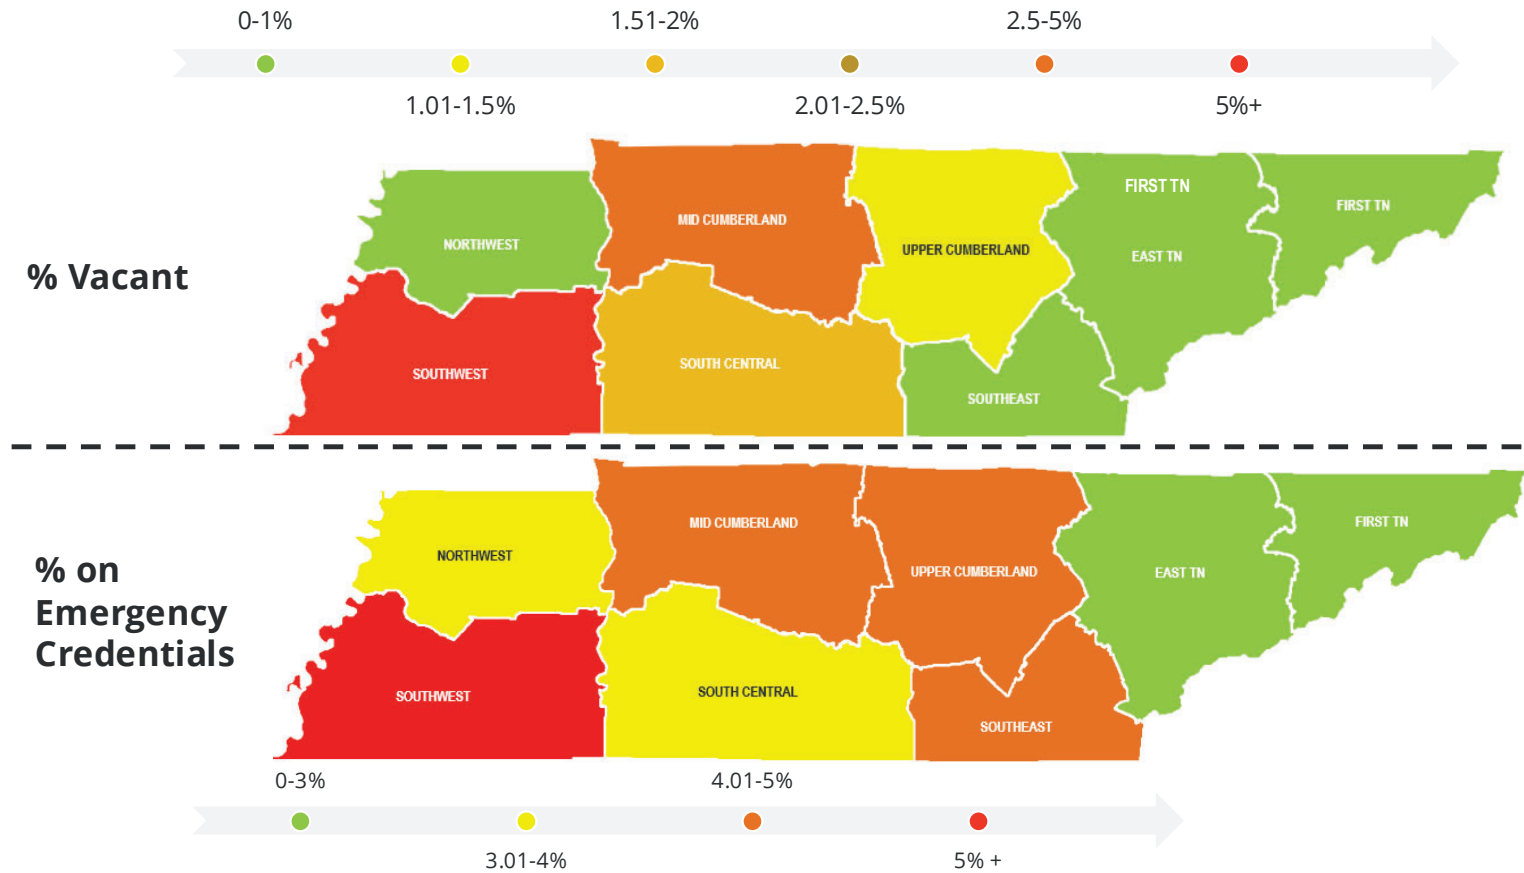 0-1%
1.51-2%
2.5-5%
1.01-1.5%
2.01-2.5%
5%+
% Vacant
NORTHWEST
MID CUMBERLAND
UPPER CUMBERLAND
FIRST TN
EAST TN
FIRST TN
SOUTHWEST
SOUTH CENTRAL
SOUTHEAST
% on
Emergency
Credentials
NORTHWEST
MID CUMBERLAND
UPPER CUMBERLAND
EAST TN
FIRST TN
SOUTHWEST
SOUTH CENTRAL
SOUTHEAST
0-3%
4.01-5%
3.01-4%
5% +